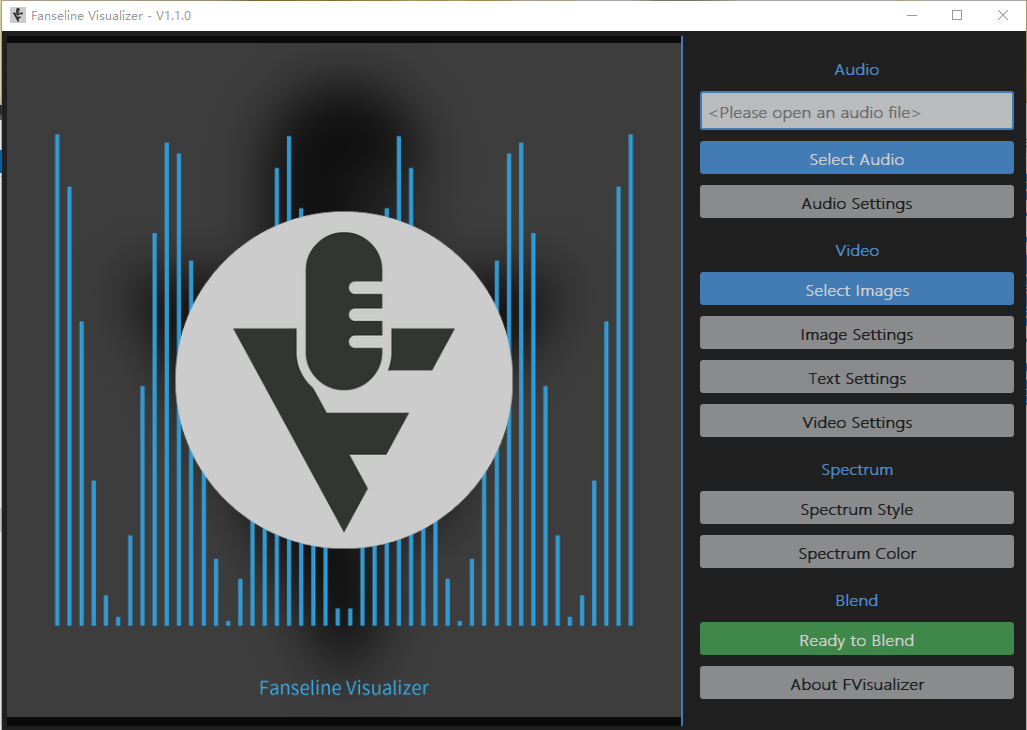 Fanseline Visualizer - V1.1.0
Fanseline Visualizer
Audio
<Please open an audio file>
Select Audio
Audio Settings
Video
Select Images
Image Settings
Text Settings
Video Settings
Spectrum
Spectrum Style
Spectrum Color
Blend
Ready to Blend
About FVisualizer